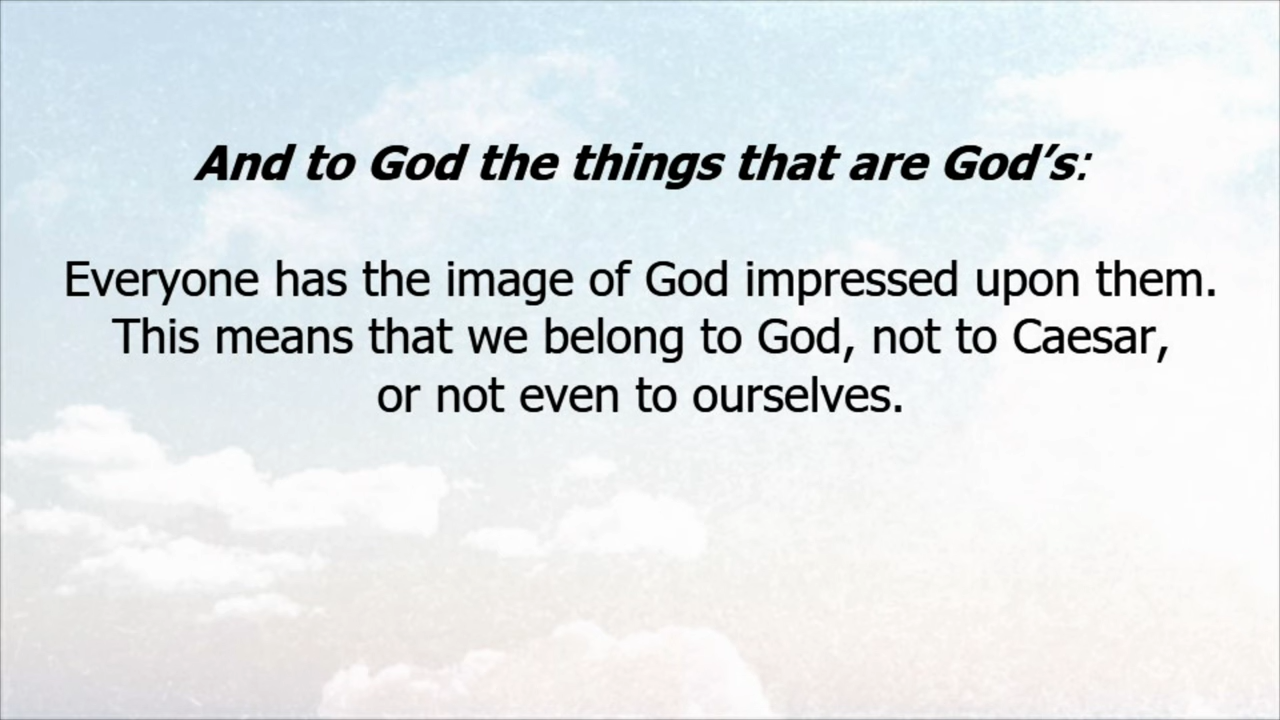 And to God the things that are God’s:
Everyone has the image of God impressed upon them.
This means that we belong to God, not to Caesar,
or not even to ourselves.